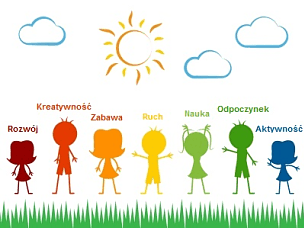 Rozwój
Kreatywność
Zabawa
Ruch
Nauka
Odpoczynek
Aktywność